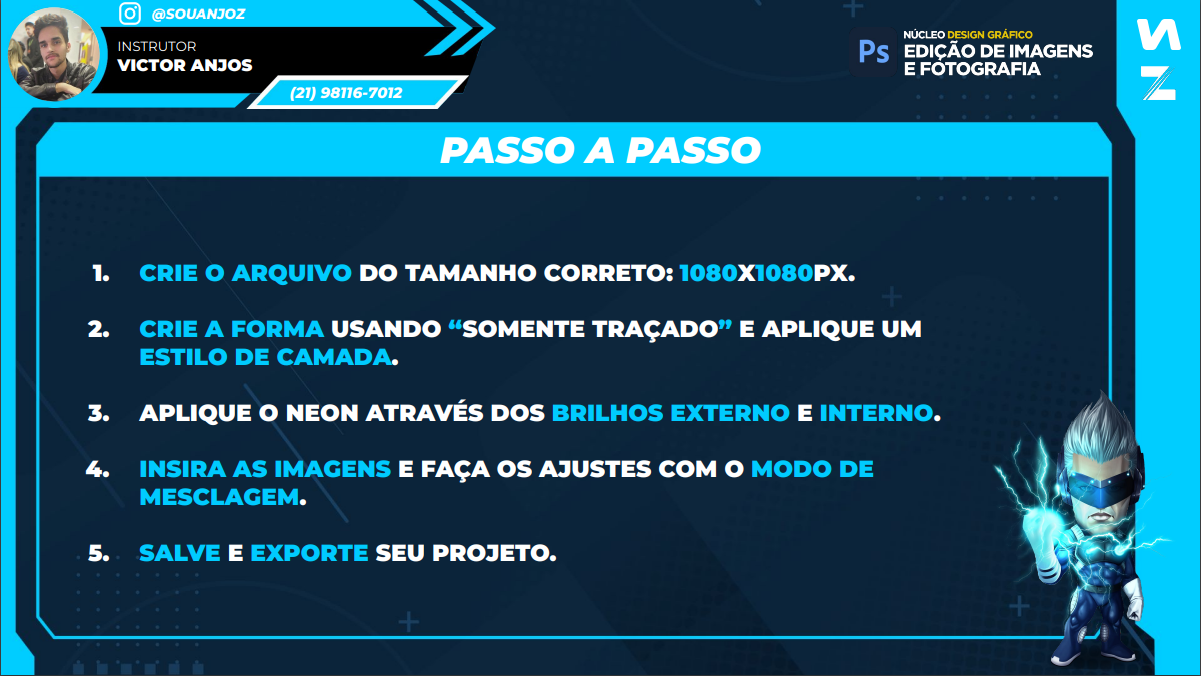 @SOUANJOZ
INSTRUTOR
VICTOR ANJOS
(21) 98116-7012
Ps
NÚCLEO DESIGN GRÁFICO
EDIÇÃO DE IMAGENS
E FOTOGRAFIA
PASSO A PASSO
1. CRIE O ARQUIVO DO TAMANHO CORRETO: 1080X1080PX.
2. CRIE A FORMA USANDO “SOMENTE TRAÇADO” E APLIQUE UM
ESTILO DE CAMADA.
3. APLIQUE O NEON ATRAVÉS DOS BRILHOS EXTERNO E INTERNO.
4. INSIRA AS IMAGENS E FAÇA OS AJUSTES COM O MODO DE
MESCLAGEM.
5. SALVE E EXPORTE SEU PROJETO.